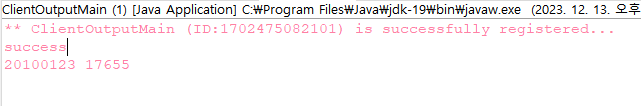 ClientOutputMain (1) [Java Application] C:₩Program Files₩Java₩jdk-19₩bin₩javaw.exe (2023. 12. 13. 오후
** ClientOutputMain (ID:1702475082101) is successfully registered...
success
20100123 17655